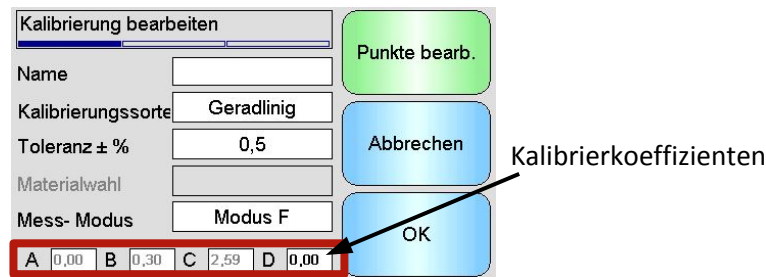 Kalibrierung bearbeiten
Punkte bearb.
Name
Kalibrierungssorte Geradlinig
Toleranz ± % 0,5
Abbrechen
Kalibrierkoeffizienten
Materialwahl
Mess- Modus Modus F
OK
A 0,00 B 0,30 C 2,59 D 0,00